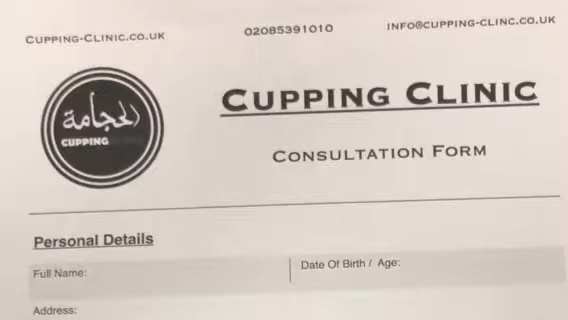 CUPPING-CLINIC.CO.UK
02085391010
INFO@CUPPING-CLINC.CO.UK
الحجامة
CUPPING
CUPPING CLINIC
CONSULTATION FORM
Personal Details
Full Name:
Date Of Birth / Age:
Address: